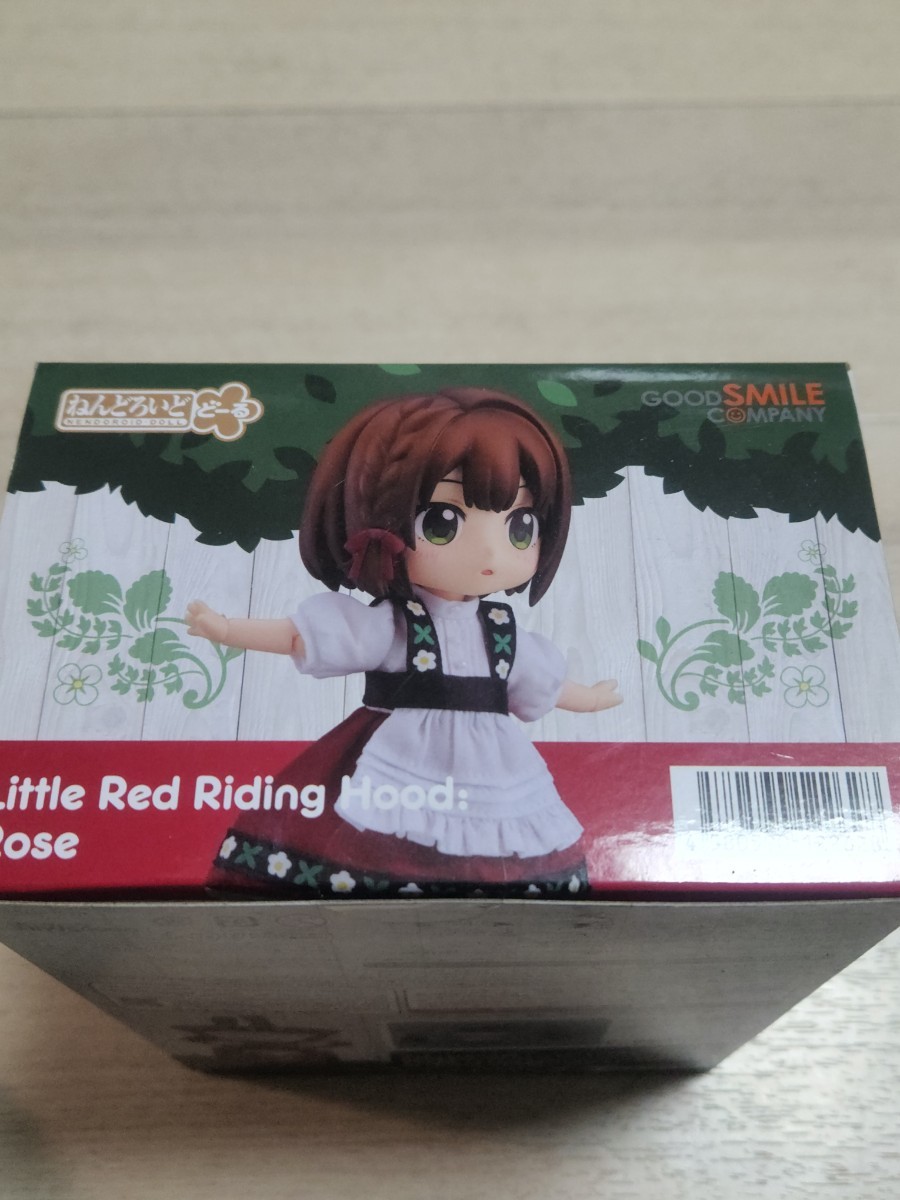 ねんどろいど どーる
NENDOROID DOLL
GOODSMILE
COMPANY
Little Red Riding Hood:
Rose